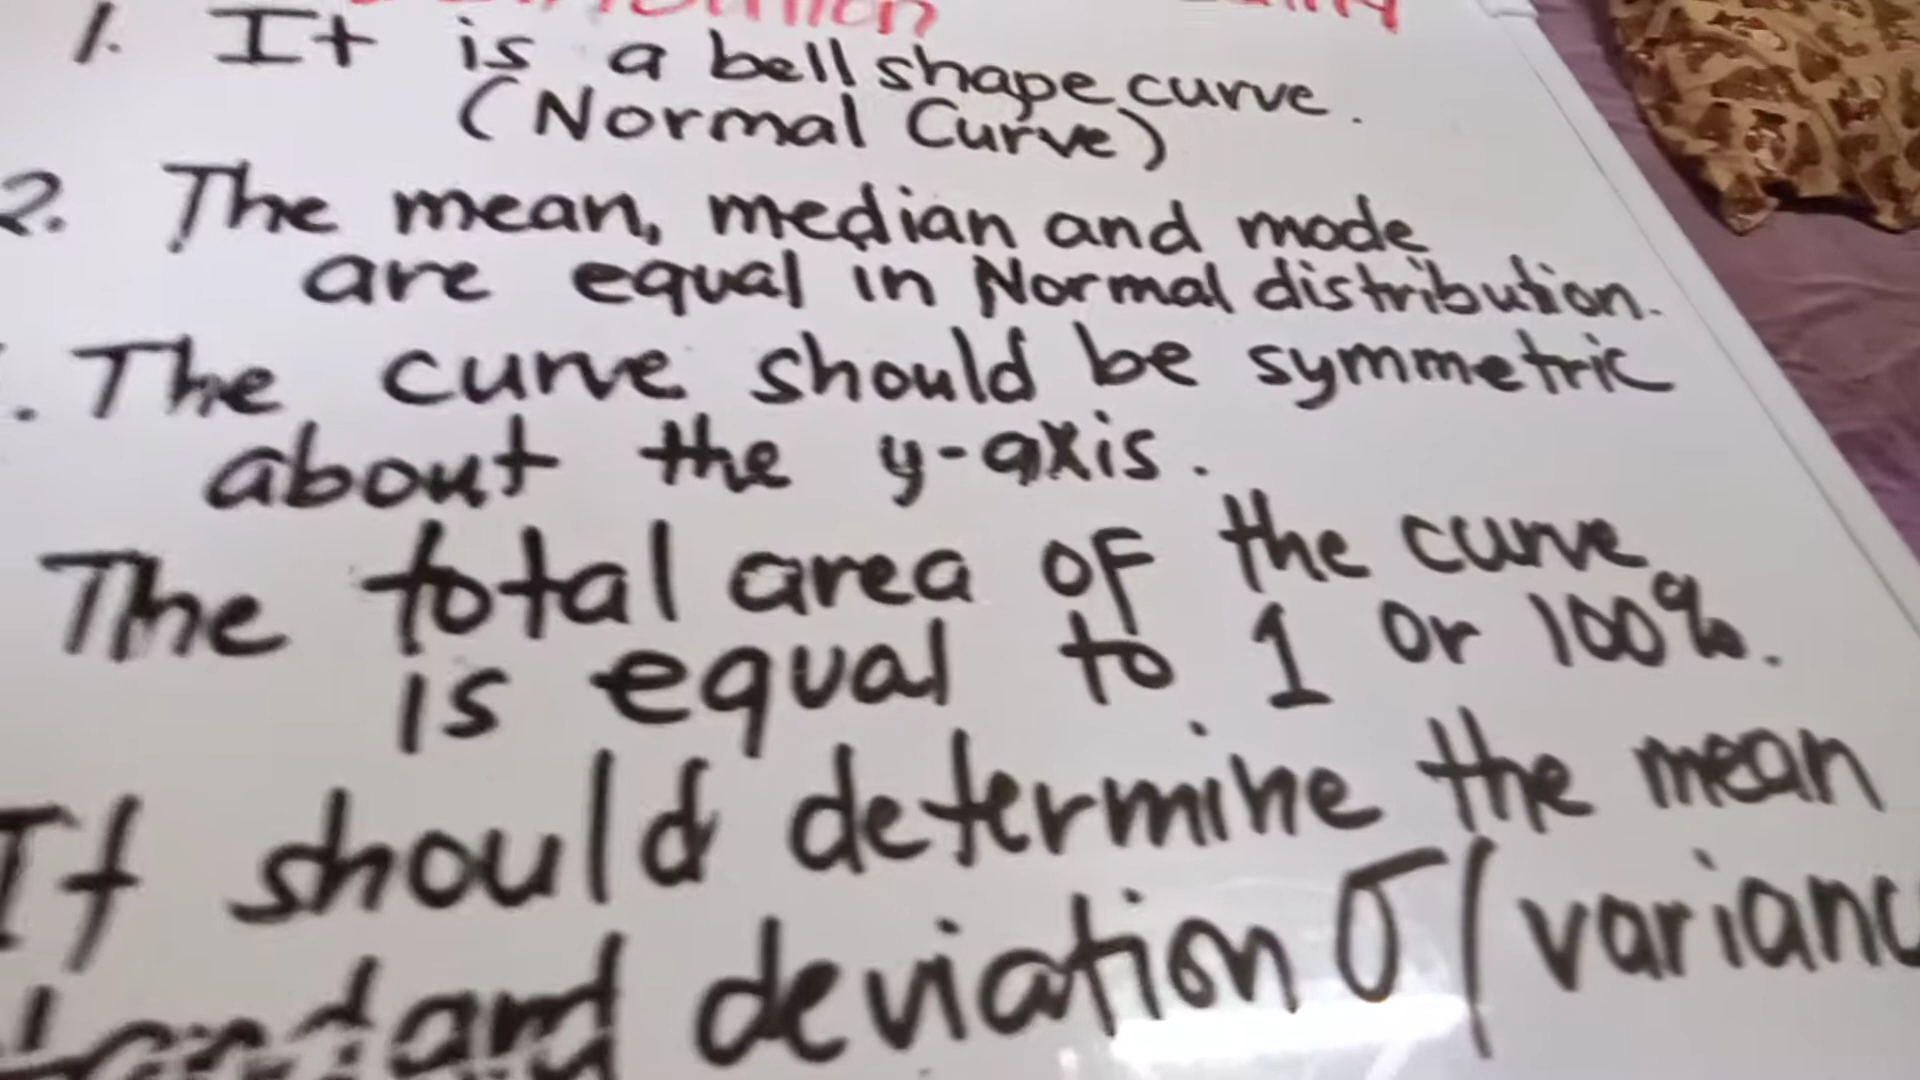 1. It is a bell shape curve.
(Normal Curve)
2. The mean, median and mode
are equal in Normal distribution.
. The curve should be symmetric
about the y-axis.
The total area of the curve
is equal to 1 or 100%.
It should determine the mean
standard deviation σ (varianc